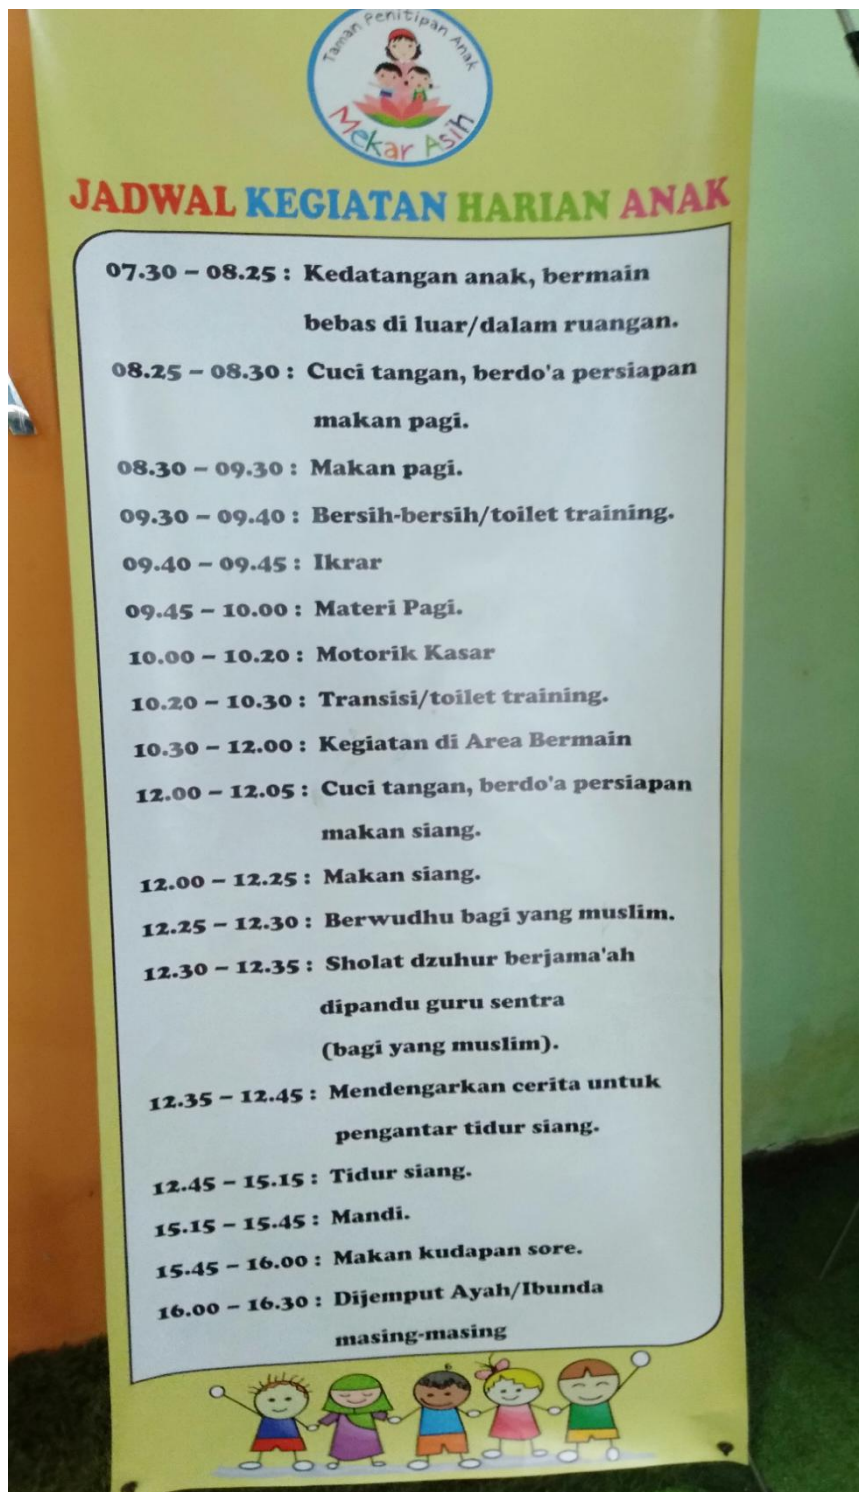 Taman Penitipan Anak
Mekar Asih
JADWAL KEGIATAN HARIAN ANAK
07.30 – 08.25 : Kedatangan anak, bermain
bebas di luar/dalam ruangan.
08.25 – 08.30 : Cuci tangan, berdo'a persiapan
makan pagi.
08.30 – 09.30 : Makan pagi.
09.30 – 09.40 : Bersih-bersih/toilet training.
09.40 – 09.45 : Ikrar
09.45 – 10.00 : Materi Pagi.
10.00 – 10.20 : Motorik Kasar
10.20 – 10.30 : Transisi/toilet training.
10.30 – 12.00 : Kegiatan di Area Bermain
12.00 – 12.05 : Cuci tangan, berdo'a persiapan
makan siang.
12.00 – 12.25 : Makan siang.
12.25 – 12.30 : Berwudhu bagi yang muslim.
12.30 – 12.35 : Sholat dzuhur berjama'ah
dipandu guru sentra
(bagi yang muslim).
12.35 – 12.45 : Mendengarkan cerita untuk
pengantar tidur siang.
12.45 – 15.15 : Tidur siang.
15.15 – 15.45 : Mandi.
15.45 – 16.00 : Makan kudapan sore.
16.00 – 16.30 : Dijemput Ayah/Ibunda
masing-masing